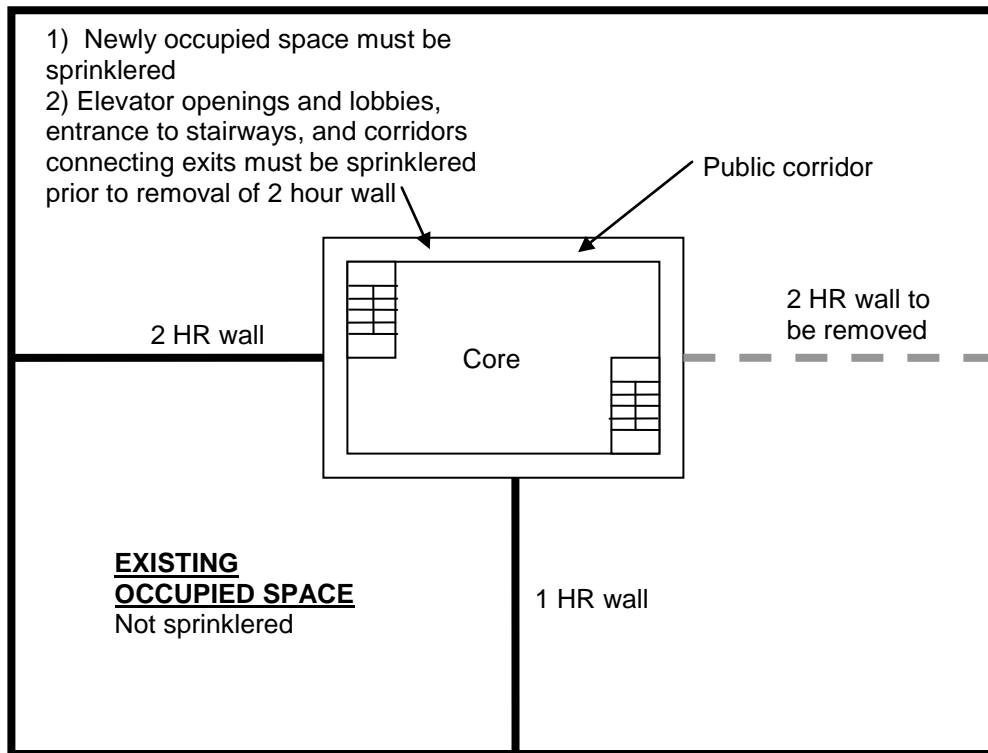 1)  Newly occupied space must be
sprinklered
2) Elevator openings and lobbies,
entrance to stairways, and corridors
connecting exits must be sprinklered
prior to removal of 2 hour wall
Public corridor
2 HR wall
2 HR wall to
be removed
Core
EXISTING
OCCUPIED SPACE
Not sprinklered
1 HR wall